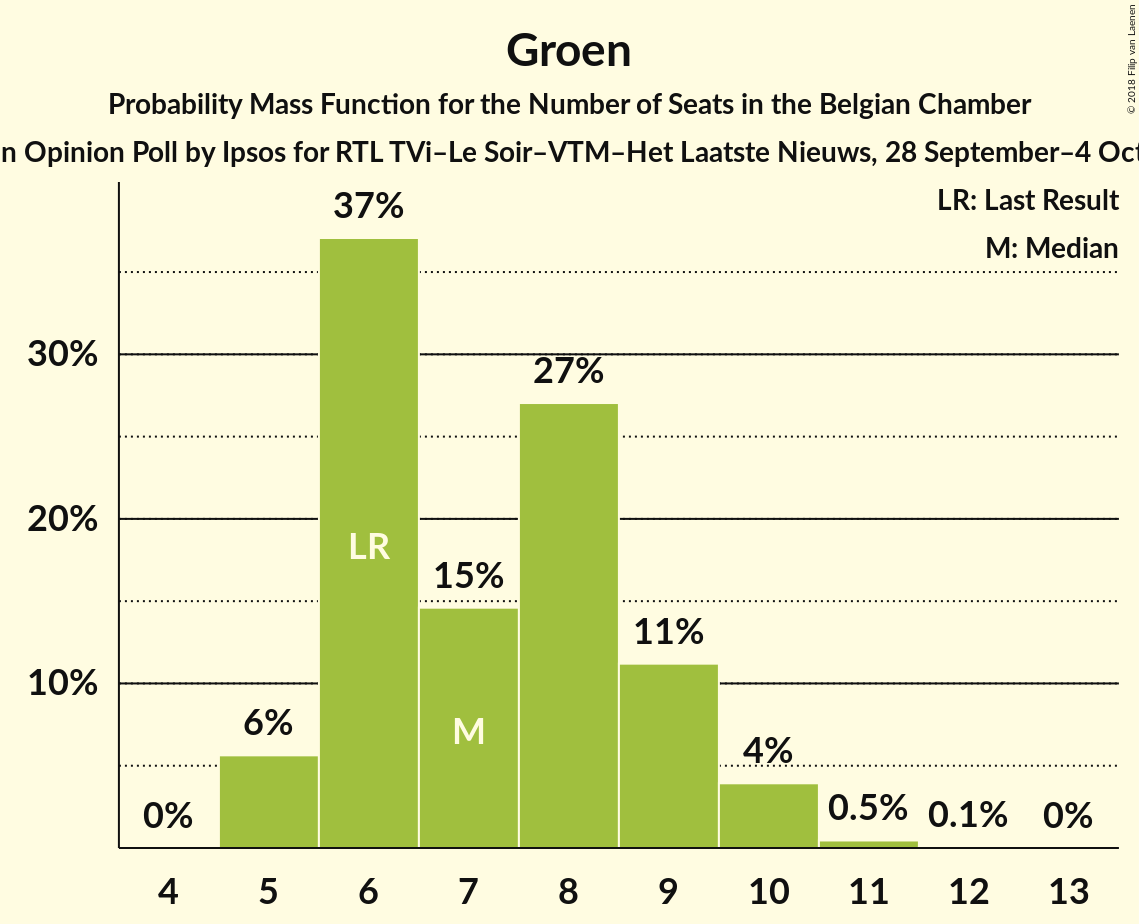 Groen
Probability Mass Function for the Number of Seats in the Belgian Chamber
n Opinion Poll by Ipsos for RTL TVi–Le Soir–VTM–Het Laatste Nieuws, 28 September–4 Oct
© 2018 Filip van Laenen
LR: Last Result
M: Median
37%
30%
27%
20%
LR
15%
11%
10%
6%
M
4%
0%
0.5%
0.1%
0%
4 5 6 7 8 9 10 11 12 13